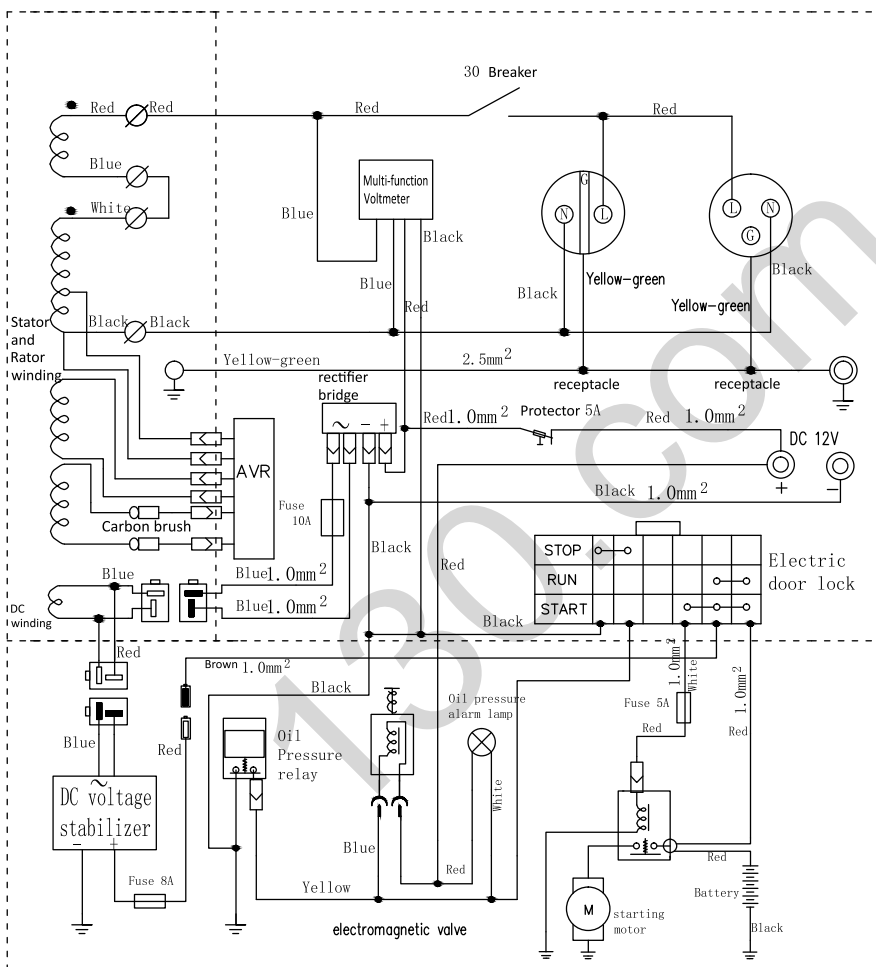 30 Breaker
Red
Red
Red
Red
Blue
White
Multi-function
Voltmeter
Blue
Black
Blue
Red
G
N
L
L
N
G
Black
Black
Yellow-green
Yellow-green
Stator
and
Rator
winding
Black
Black
Yellow-green
2.5mm2
rectifier
bridge
receptacle
receptacle
Red1.0mm2
Protector 5A
Red 1.0mm2
DC 12V
~ − +
AVR
+
−
Black 1.0mm2
Fuse
10A
Carbon brush
Black
Red
STOP
RUN
START
Electric
door lock
Blue
Blue1.0mm2
Blue1.0mm2
DC
winding
Black
Red
Brown 1.0mm2
Black
1.0mm2
White
1.0mm2
Oil pressure
alarm lamp
Fuse 5A
Red
Red
Oil
Pressure
relay
Blue
Red
White
~
DC voltage
stabilizer
− +
Blue
Red
Red
Fuse 8A
Yellow
Battery
M
starting
motor
Black
electromagnetic valve
130.com